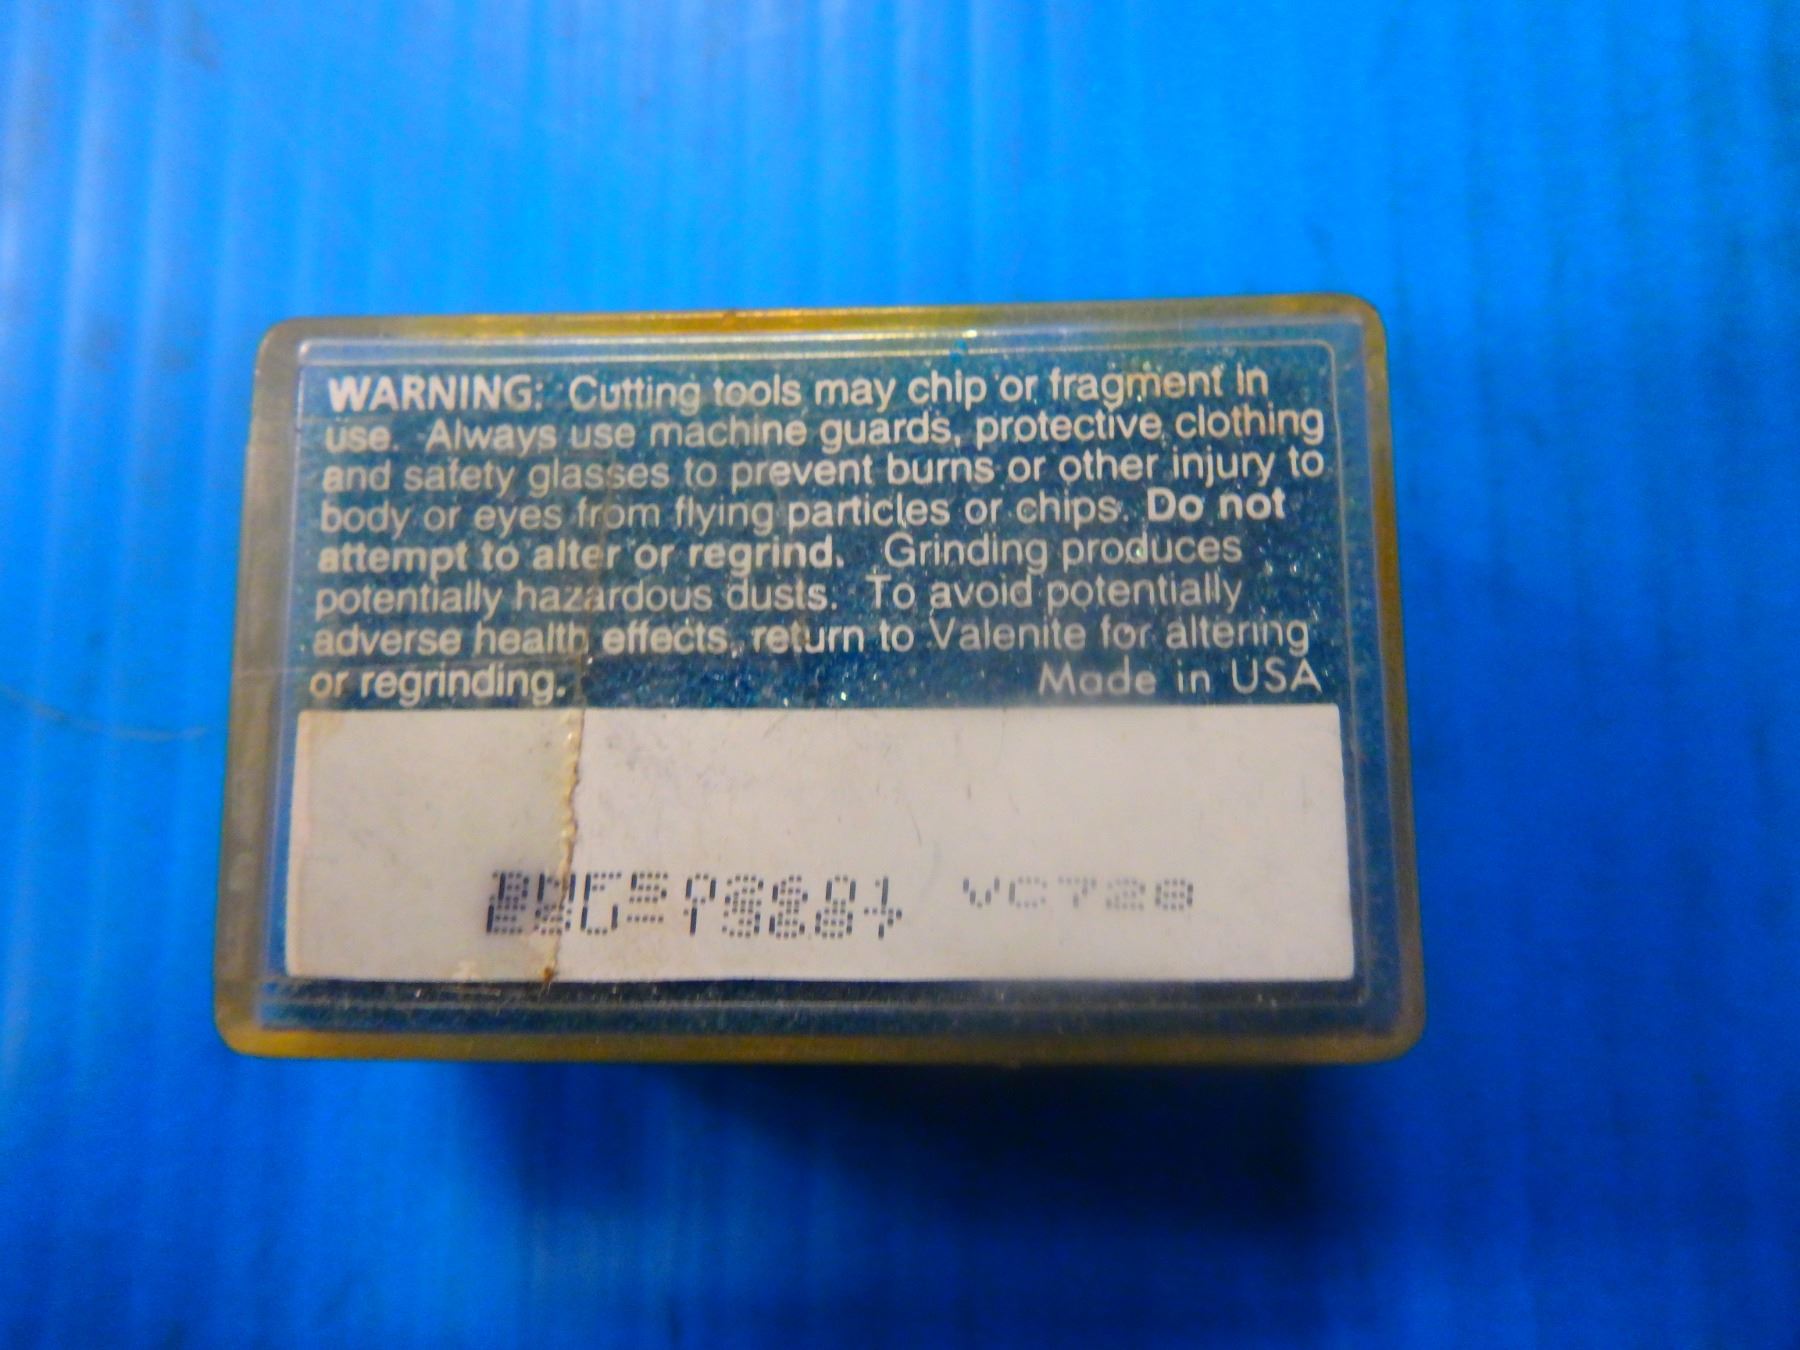 WARNING: Cutting tools may chip or fragment in
use. Always use machine guards, protective clothing
and safety glasses to prevent burns or other injury to
body or eyes from flying particles or chips. Do not
attempt to alter or regrind. Grinding produces
potentially hazardous dusts. To avoid potentially
adverse health effects, return to Valenite for altering
or regrinding.
Made in USA
VC728